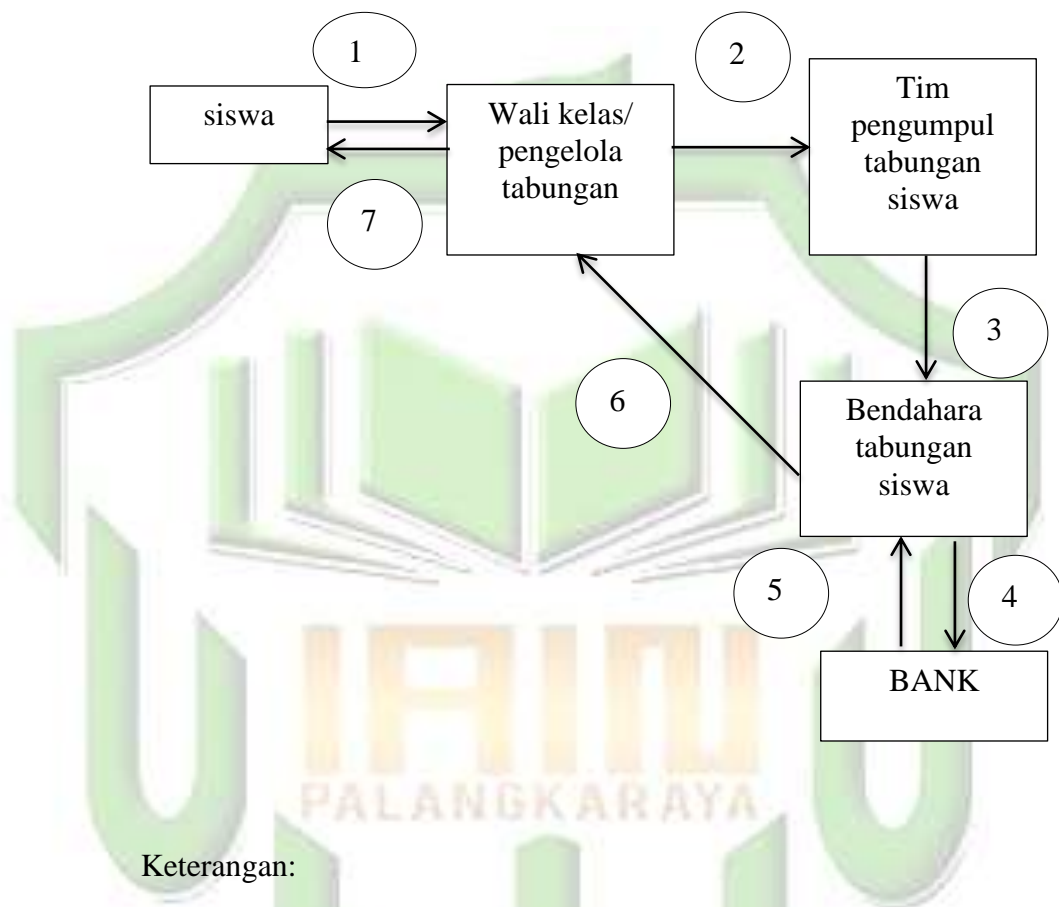 1
2
siswa
Wali kelas/
pengelola
tabungan
Tim
pengumpul
tabungan
siswa
7
3
6
Bendahara
tabungan
siswa
5
4
BANK
IAIN
PALANGKARAYA
Keterangan: